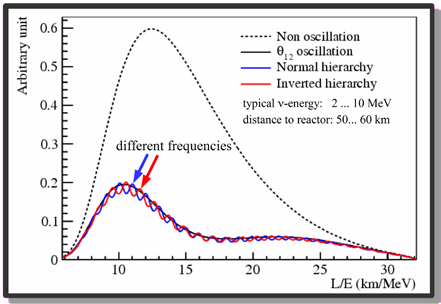 Arbitrary unit
0.6
0.5
0.4
0.3
0.2
0.1
0
Non oscillation
θ12 oscillation
Normal hierarchy
Inverted hierarchy
typical ν-energy: 2 ... 10 MeV
distance to reactor: 50... 60 km
different frequencies
10 15 20 25 30
L/E (km/MeV)